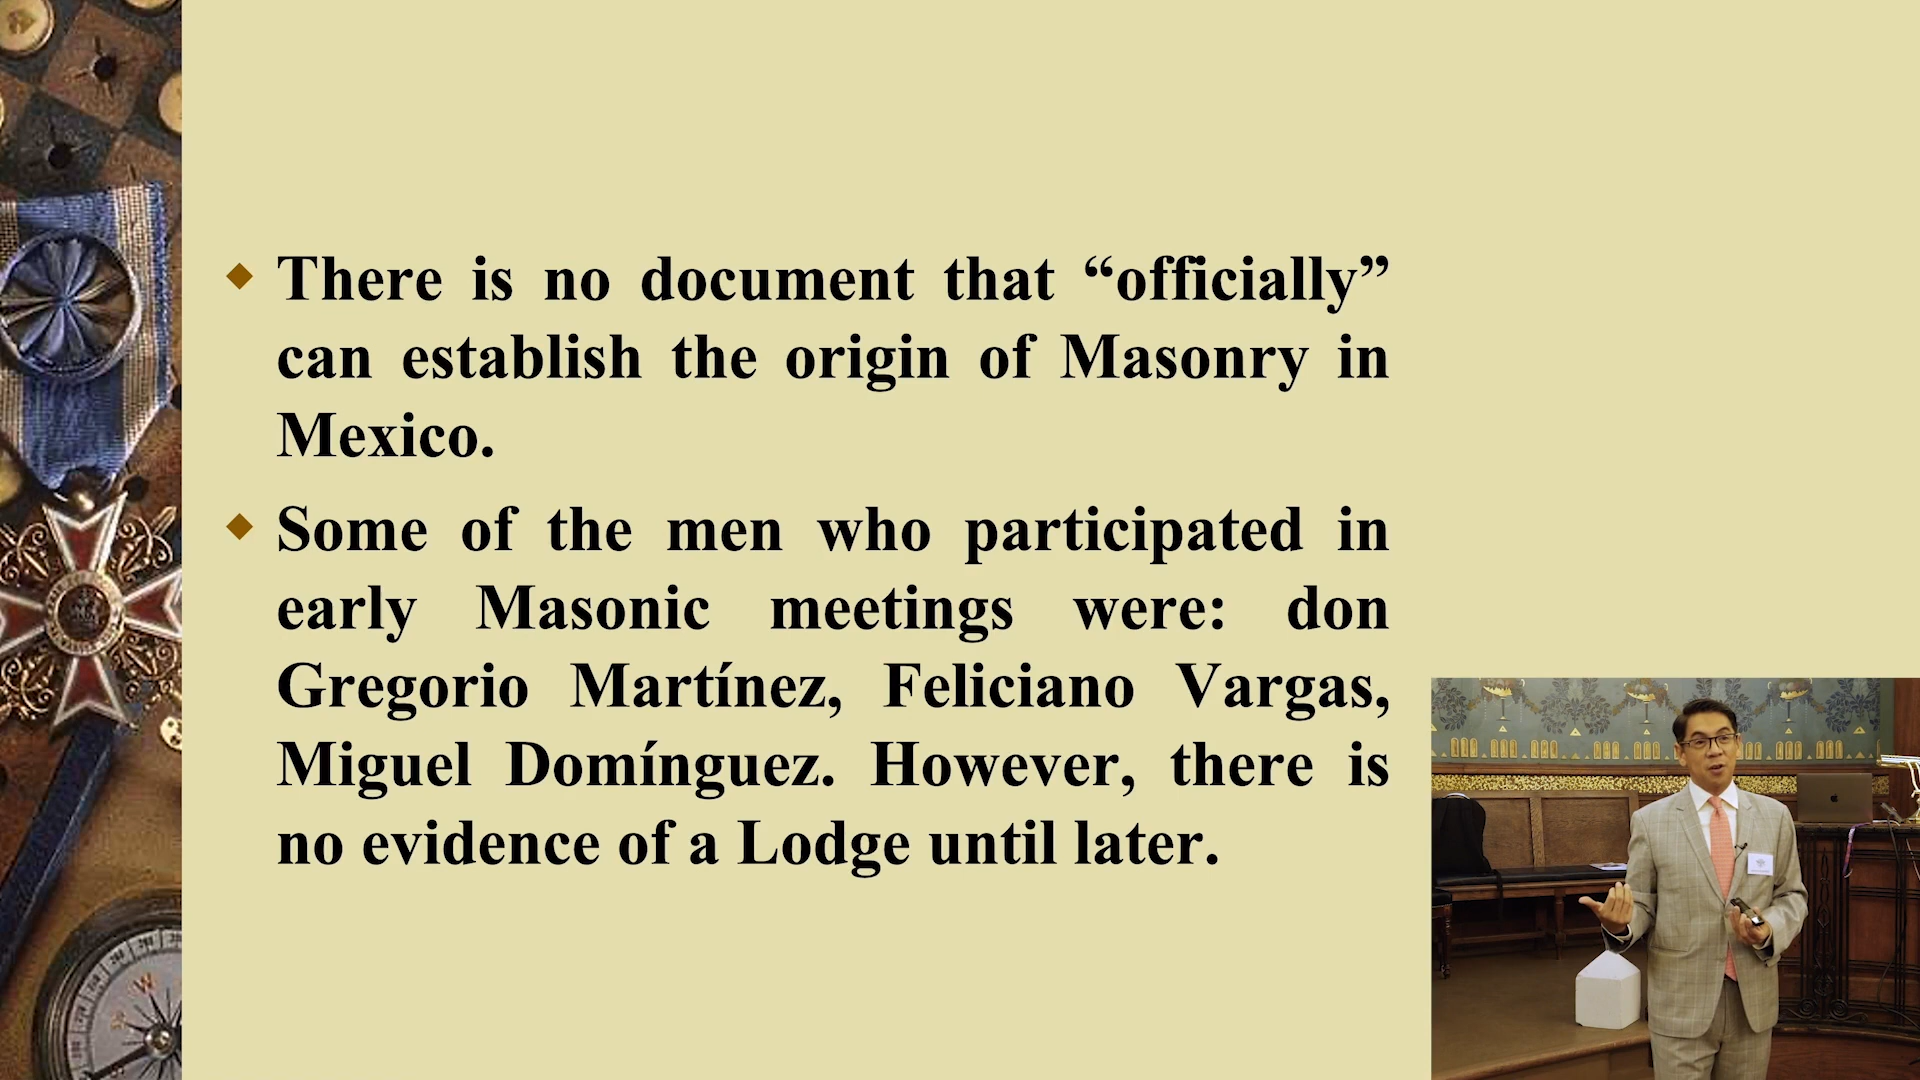 There is no document that “officially”
can establish the origin of Masonry in
Mexico.
Some of the men who participated in
early Masonic meetings were: don
Gregorio Martínez, Feliciano Vargas,
Miguel Domínguez. However, there is
no evidence of a Lodge until later.
W